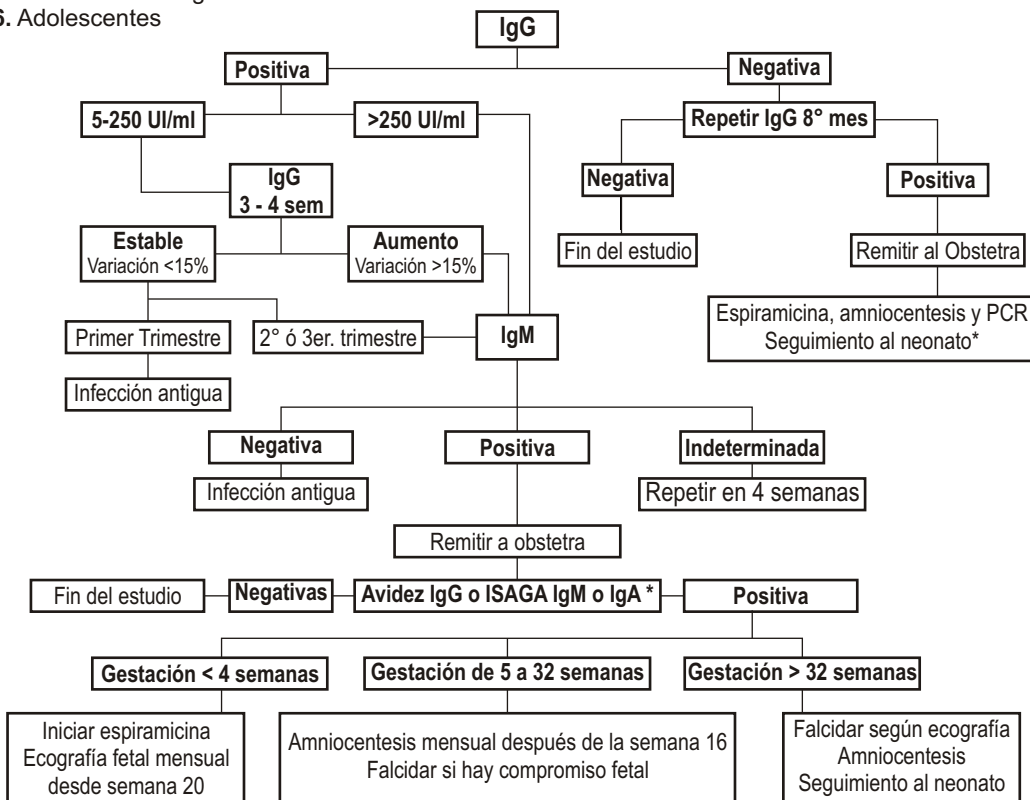 6. Adolescentes
IgG
Positiva
Negativa
5-250 UI/ml
>250 UI/ml
Repetir IgG 8° mes
IgG
3 - 4 sem
Negativa
Positiva
Estable
Variación <15%
Aumento
Variación >15%
Fin del estudio
Remitir al Obstetra
Primer Trimestre
2° ó 3er. trimestre
IgM
Espiramicina, amniocentesis y PCR
Seguimiento al neonato*
Infección antigua
Negativa
Positiva
Indeterminada
Infección antigua
Repetir en 4 semanas
Remitir a obstetra
Fin del estudio
Negativas
Avidez IgG o ISAGA IgM o IgA *
Positiva
Gestación < 4 semanas
Gestación de 5 a 32 semanas
Gestación > 32 semanas
Iniciar espiramicina
Ecografía fetal mensual
desde semana 20
Amniocentesis mensual después de la semana 16
Falcidar si hay compromiso fetal
Falcidar según ecografía
Amniocentesis
Seguimiento al neonato